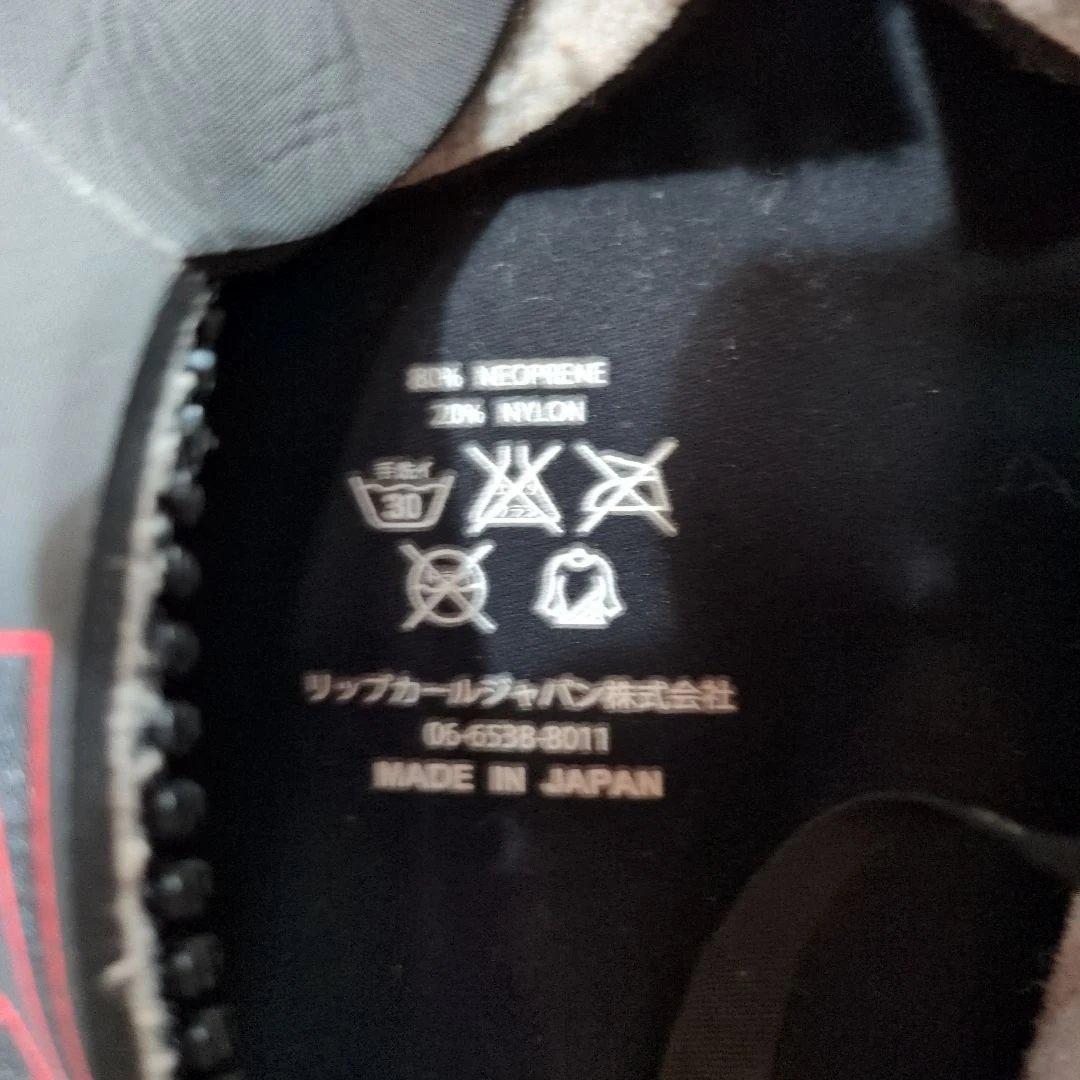 80% NEOPRENE
20% NYLON
手洗イ
30
リップカールジャパン株式会社
06-6538-8011
MADE IN JAPAN